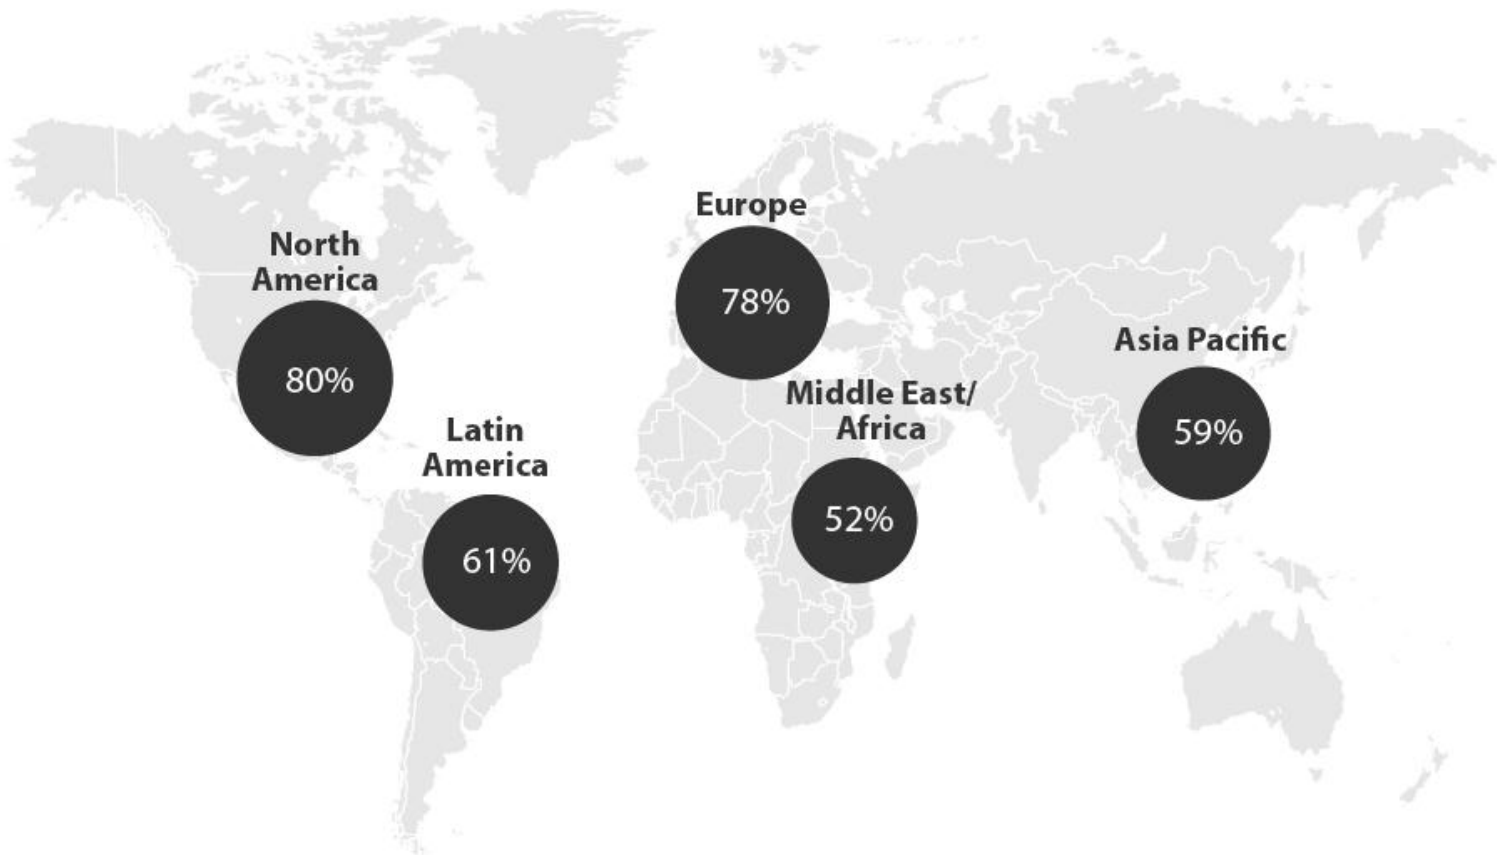 Europe
78%
North
America
80%
Asia Pacific
59%
Middle East/
Africa
52%
Latin
America
61%